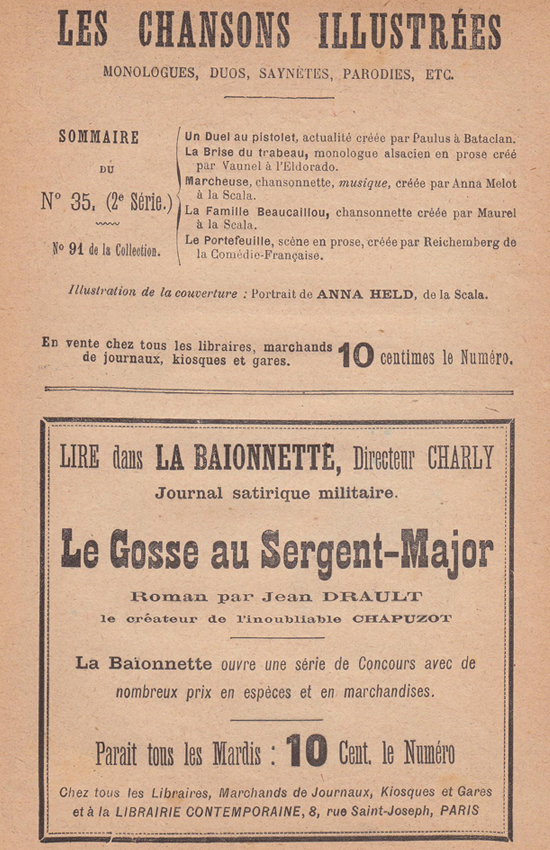 LES CHANSONS ILLUSTRÉES
MONOLOGUES, DUOS, SAYNÈTES, PARODIES, ETC.
SOMMAIRE
DU
N° 35. (2e Série.)
N° 91 de la Collection.
Un Duel au pistolet, actualité créée par Paulus à Bataclan.
La Brise du trabeau, monologue alsacien en prose créé
par Vaunel à l'Eldorado.
Marcheuse, chansonnette, musique, créée par Anna Melot
à la Scala.
La Famille Beaucaillou, chansonnette créée par Maurel
à la Scala.
Le Portefeuille, scène en prose, créée par Reichemberg de
la Comédie-Française.
Illustration de la couverture : Portrait de ANNA HELD, de la Scala.
En vente chez tous les libraires, marchands
de journaux, kiosques et gares.
10 centimes le Numéro.
LIRE dans LA BAIONNETTE, Directeur CHARLY
Journal satirique militaire.
Le Gosse au Sergent-Major
Roman par Jean DRAULT
le créateur de l'inoubliable CHAPUZOT
La Baïonnette ouvre une série de Concours avec de
nombreux prix en espèces et en marchandises.
Parait tous les Mardis : 10 Cent. le Numéro
Chez tous les Libraires, Marchands de Journaux, Kiosques et Gares
et à la LIBRAIRIE CONTEMPORAINE, 8, rue Saint-Joseph, PARIS